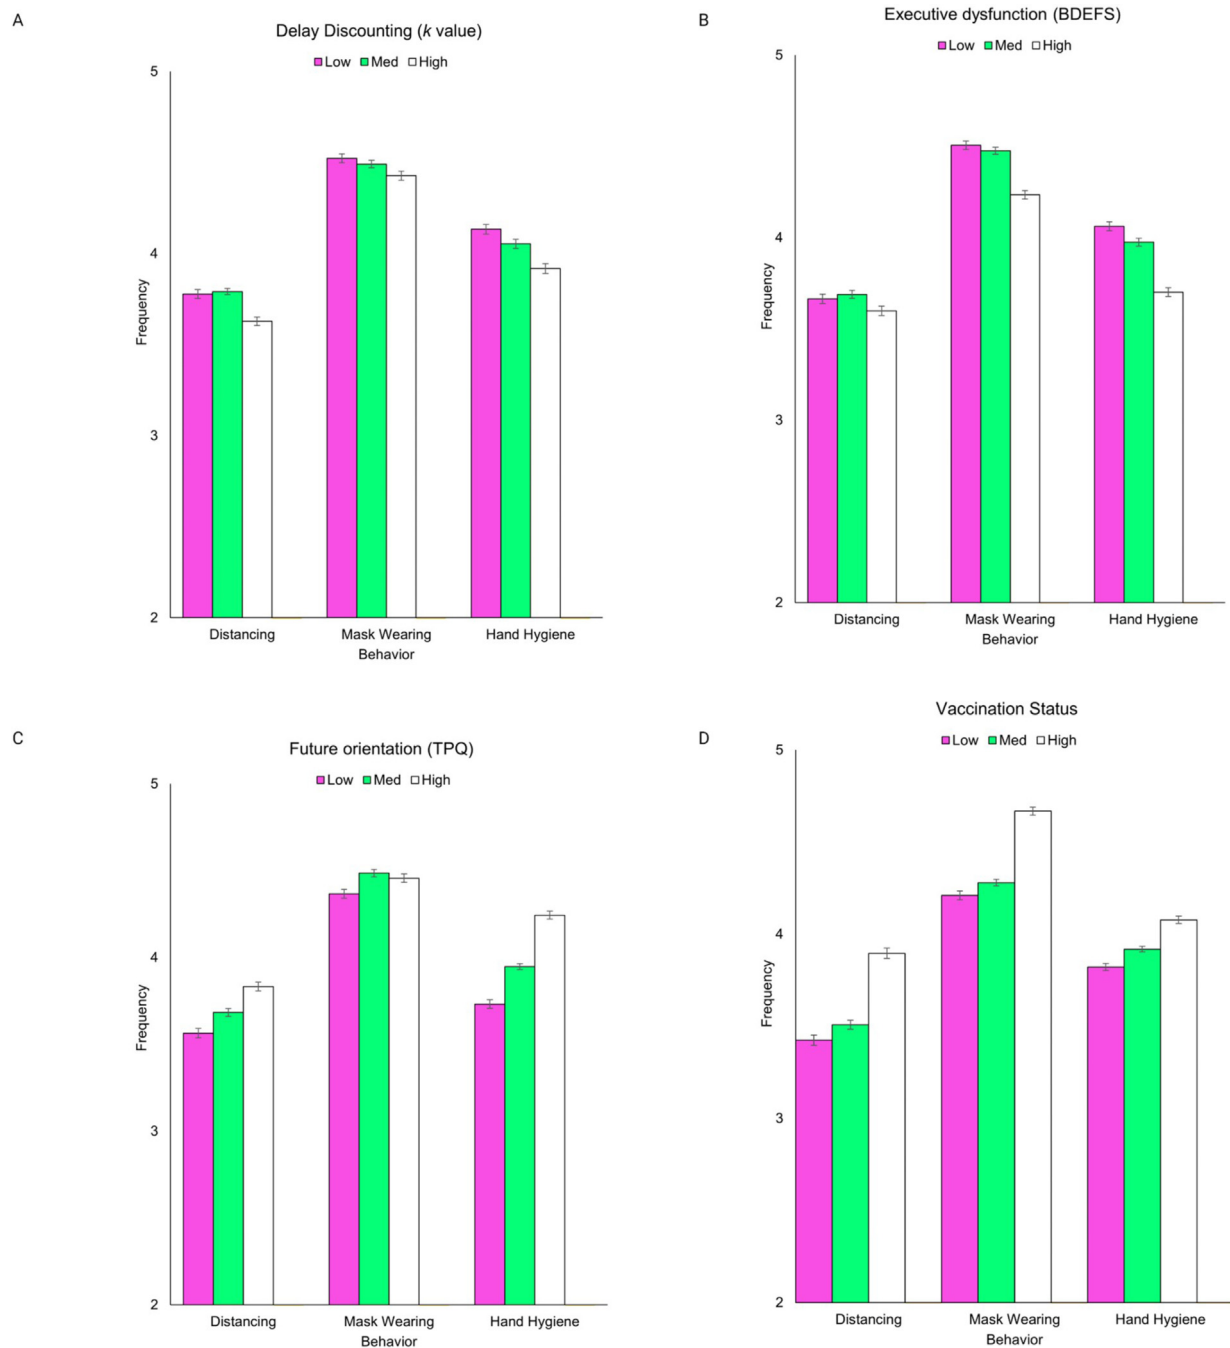 A
Delay Discounting (k value)
Low Med High
5
4
3
2
Frequency
Distancing Mask Wearing Hand Hygiene
Behavior
B
Executive dysfunction (BDEFS)
Low Med High
5
4
3
2
Frequency
Distancing Mask Wearing Hand Hygiene
Behavior
C
Future orientation (TPQ)
Low Med High
5
4
3
2
Frequency
Distancing Mask Wearing Hand Hygiene
Behavior
D
Vaccination Status
Low Med High
5
4
3
2
Frequency
Distancing Mask Wearing Hand Hygiene
Behavior